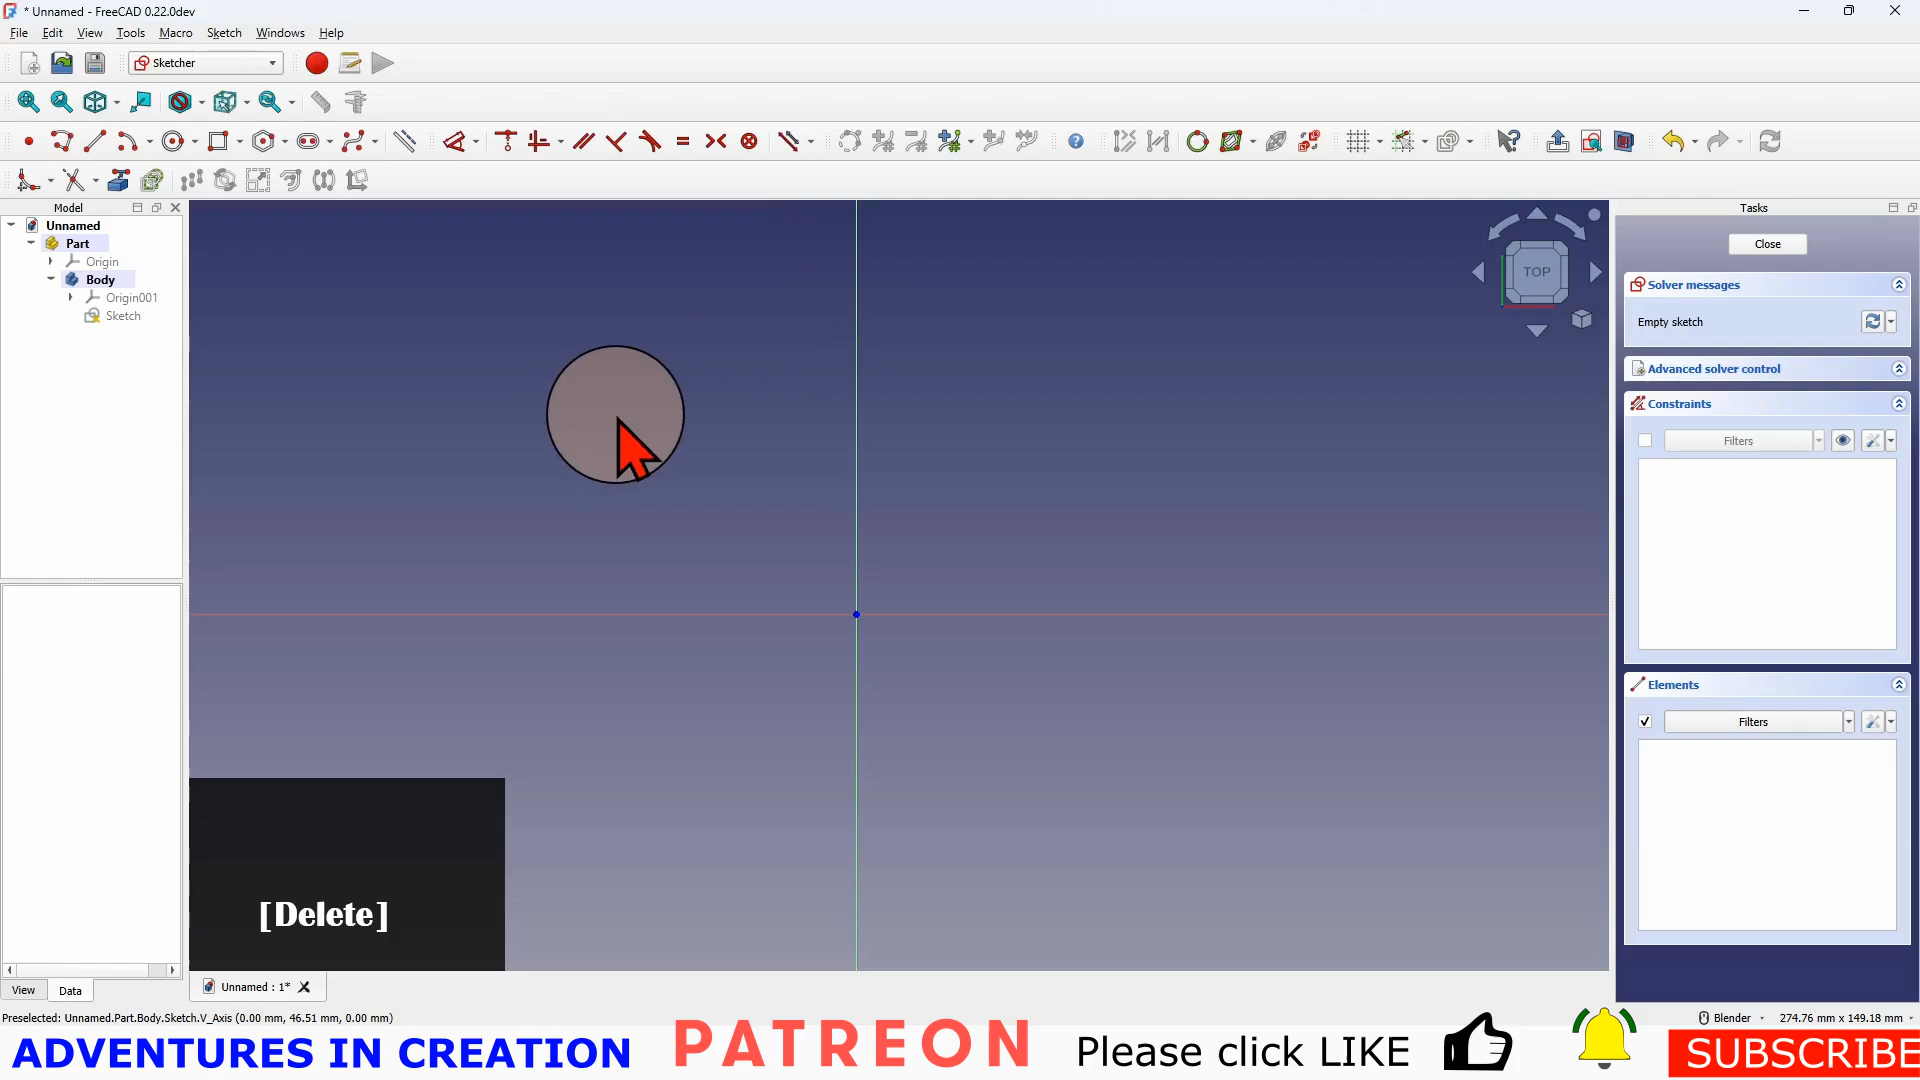 * Unnamed - FreeCAD 0.22.0dev
File Edit View Tools Macro Sketch Windows Help
Sketcher
Model
Unnamed
Part
Origin
Body
Origin001
Sketch
TOP
Tasks
Close
Solver messages
Empty sketch
Advanced solver control
Constraints
Filters
Elements
Filters
[Delete]
View Data
Unnamed : 1*
Preselected: Unnamed.Part.Body.Sketch.V_Axis (0.00 mm, 46.51 mm, 0.00 mm)
Blender 274.76 mm x 149.18 mm
ADVENTURES IN CREATION PATREON Please click LIKE SUBSCRIBE